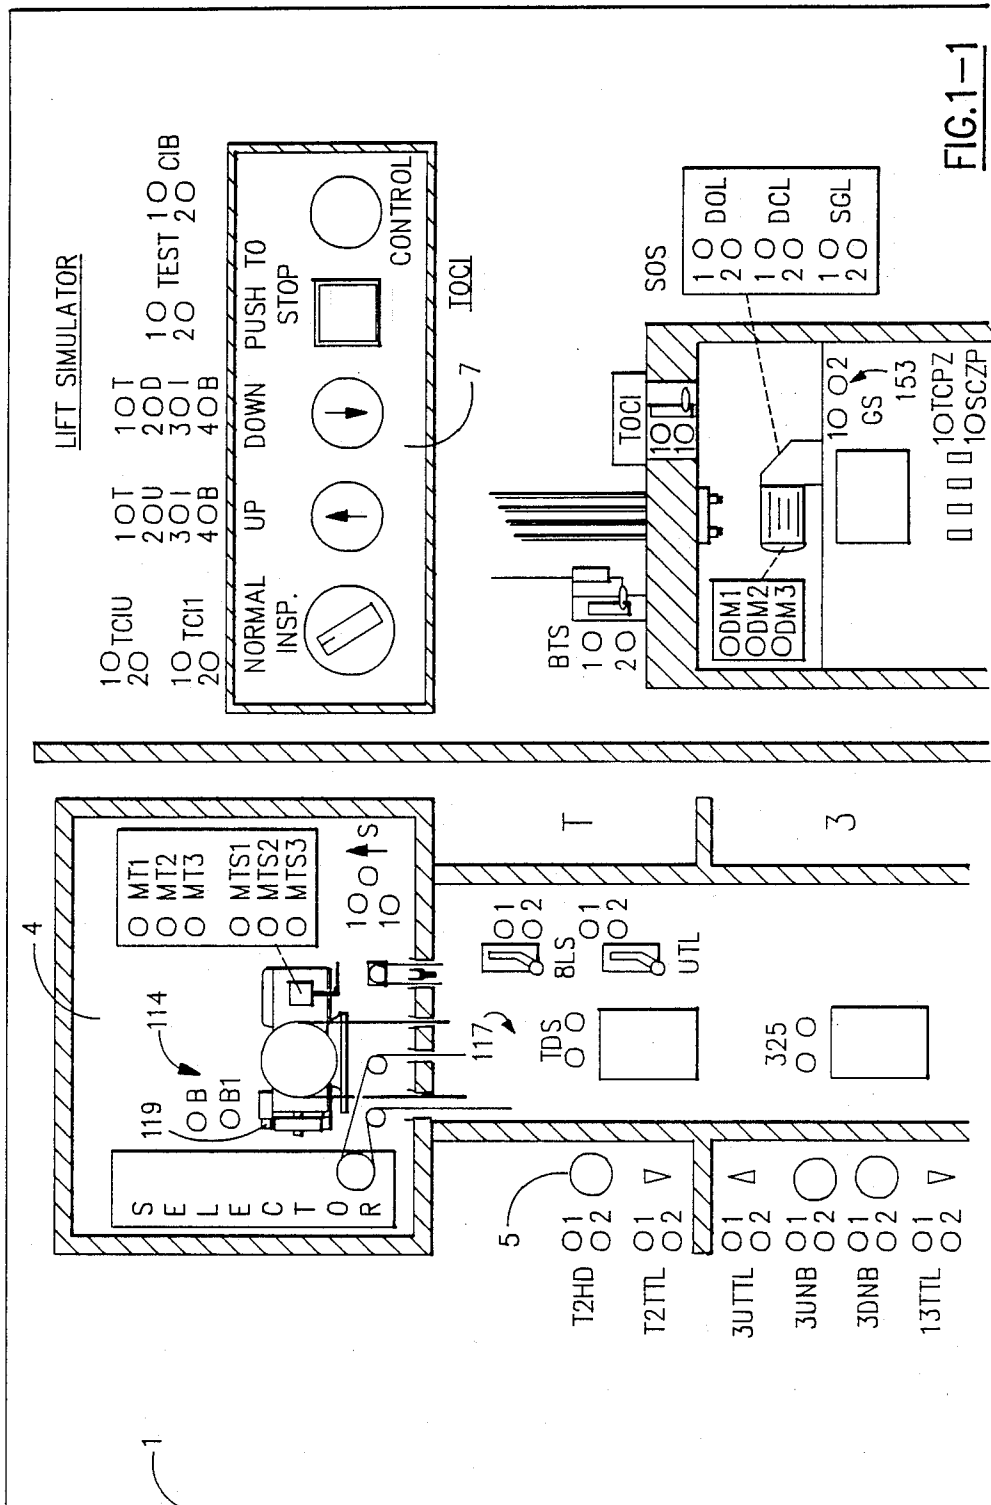 LIFT SIMULATOR
1 TCIU
2
1 TCI1
2
1 T
2 U
3 I
4 B
1 T
2 D
3 I
4 B
1 TEST
2
1 CIB
2
NORMAL
INSP.
UP
DOWN
PUSH TO
STOP
CONTROL
7
TOCI
4
114
119
B
B1
SELECTOR
MT1
MT2
MT3
MTS1
MTS2
MTS3
1
1
S
117
TDS
8LS
1
2
UTL
1
2
T
325
3
5
T2HD 1
2
T2TTL 1
2
3UTTL 1
2
3UNB 1
2
3DNB 1
2
13TTL 1
2
1
BTS
1
2
TOCI
1
1
SOS
1 DOL
2
1 DCL
2
1 SGL
2
DM1
DM2
DM3
1 2
GS
153
1 TCPZ
1 SCZP
FIG.1-1